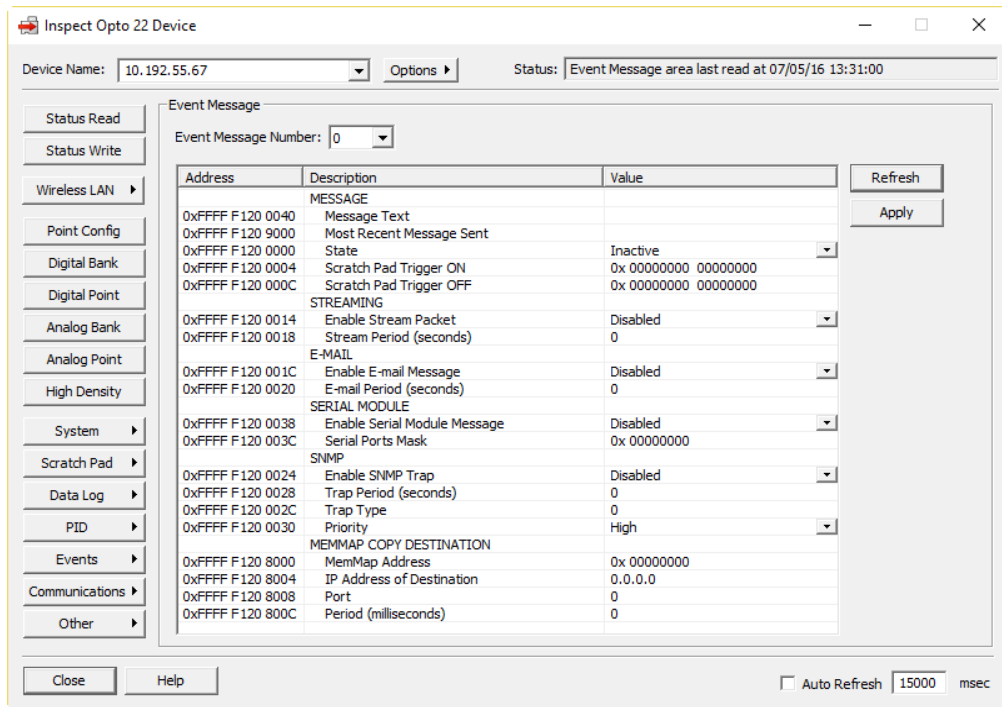 Inspect Opto 22 Device
Device Name: 10.192.55.67 Options Status: Event Message area last read at 07/05/16 13:31:00
Status Read
Status Write
Wireless LAN
Point Config
Digital Bank
Digital Point
Analog Bank
Analog Point
High Density
System
Scratch Pad
Data Log
PID
Events
Communications
Other
Event Message
Event Message Number: 0
Address Description Value
MESSAGE
0xFFFF F120 0040 Message Text
0xFFFF F120 9000 Most Recent Message Sent
0xFFFF F120 0000 State Inactive
0xFFFF F120 0004 Scratch Pad Trigger ON 0x 00000000 00000000
0xFFFF F120 000C Scratch Pad Trigger OFF 0x 00000000 00000000
STREAMING
0xFFFF F120 0014 Enable Stream Packet Disabled
0xFFFF F120 0018 Stream Period (seconds) 0
E-MAIL
0xFFFF F120 001C Enable E-mail Message Disabled
0xFFFF F120 0020 E-mail Period (seconds) 0
SERIAL MODULE
0xFFFF F120 0038 Enable Serial Module Message Disabled
0xFFFF F120 003C Serial Ports Mask 0x 00000000
SNMP
0xFFFF F120 0024 Enable SNMP Trap Disabled
0xFFFF F120 0028 Trap Period (seconds) 0
0xFFFF F120 002C Trap Type 0
0xFFFF F120 0030 Priority High
MEMMAP COPY DESTINATION
0xFFFF F120 8000 MemMap Address 0x 00000000
0xFFFF F120 8004 IP Address of Destination 0.0.0.0
0xFFFF F120 8008 Port 0
0xFFFF F120 800C Period (milliseconds) 0
Refresh
Apply
Close Help Auto Refresh 15000 msec